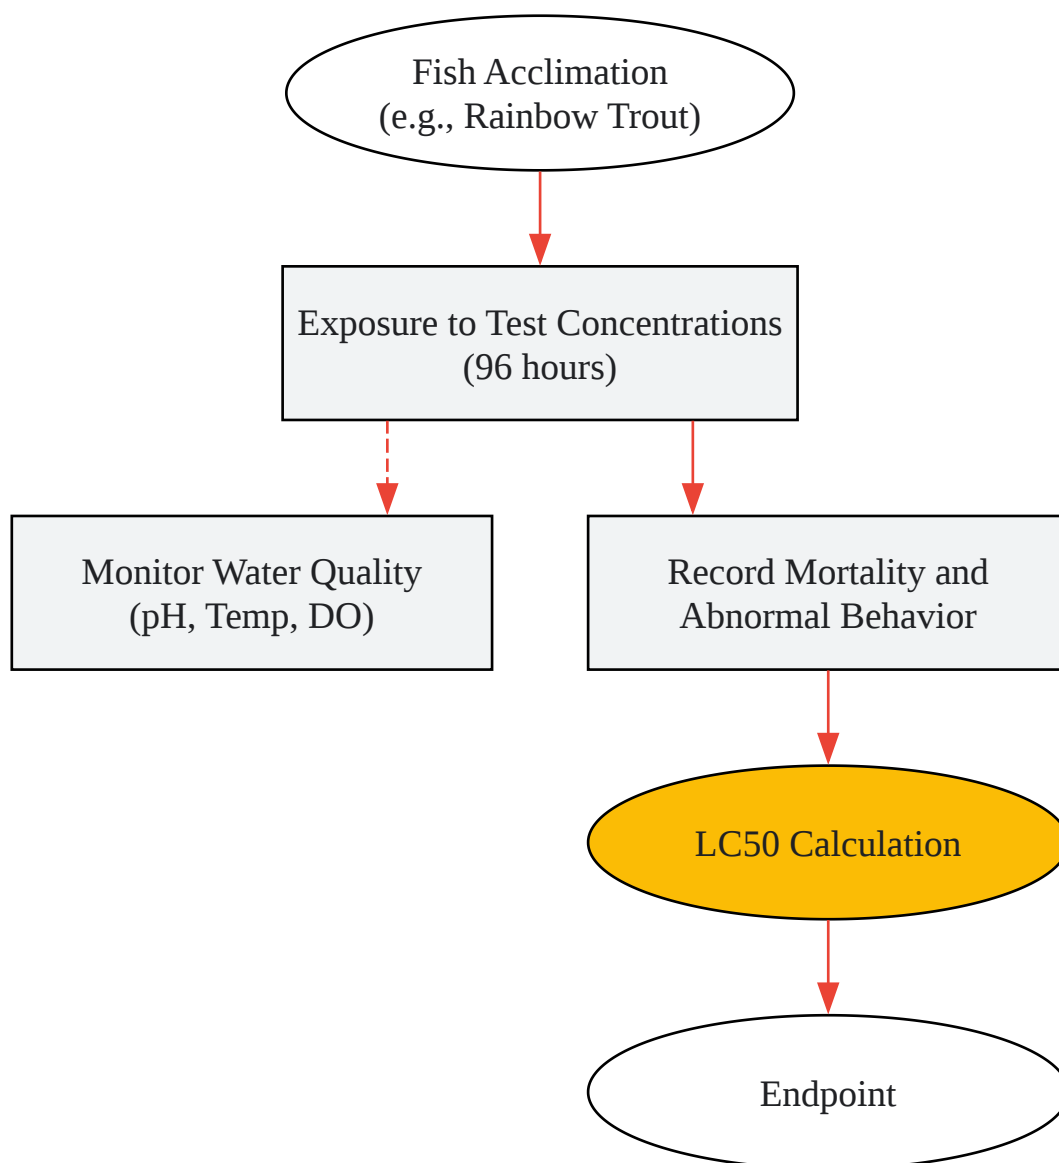 Fish Acclimation
(e.g., Rainbow Trout)
Exposure to Test Concentrations
(96 hours)
Monitor Water Quality
(pH, Temp, DO)
Record Mortality and
Abnormal Behavior
LC50 Calculation
Endpoint